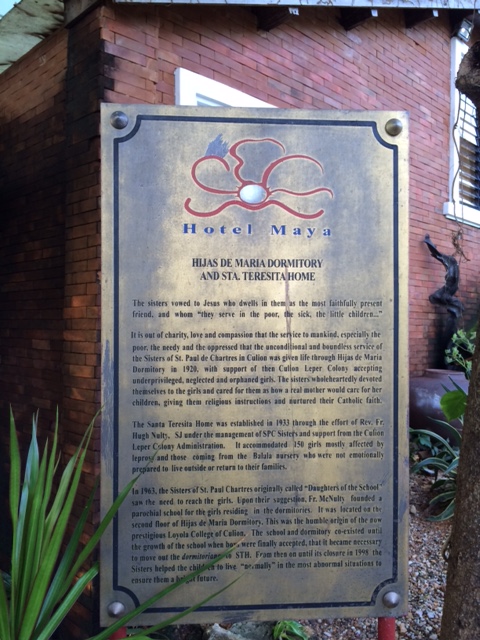 Hotel Maya
HIJAS DE MARIA DORMITORY
AND STA. TERESITA HOME
The sisters vowed to Jesus who dwells in them as the most faithfully present
friend, and whom "they serve in the poor, the sick, the little children..."
It is out of charity, love and compassion that the service to mankind, especially the
poor, the needy and the oppressed that the unconditional and boundless service of
the Sisters of St. Paul de Chartres in Culion was given life through Hijas de Maria
Dormitory in 1920, with support of then Culion Leper Colony accepting
underprivileged, neglected and orphaned girls. The sisters wholeheartedly devoted
themselves to the girls and cared for them as how a real mother would care for her
children, giving them religious instructions and nurtured their Catholic faith.
The Santa Teresita Home was established in 1933 through the effort of Rev. Fr.
Hugh Nulty, SJ under the management of SPC Sisters and support from the Culion
Leper Colony Administration. It accommodated 150 girls mostly affected by
leprosy and those coming from the Balala nursery who were not emotionally
prepared to live outside or return to their families.
In 1963, the Sisters of St. Paul Chartres originally called "Daughters of the School"
saw the need to reach the girls. Upon their suggestion, Fr. McNulty founded a
parochial school for the girls residing in the dormitories. It was located on the
second floor of Hijas de Maria Dormitory. This was the humble origin of the now
prestigious Loyola College of Culion. The school and dormitory co-existed until
the growth of the school when boys were finally accepted, that it became necessary
to move out the dormitorians to STH. From then on until its closure in 1998 the
Sisters helped the children to live "normally" in the most abnormal situations to
ensure them a bright future.